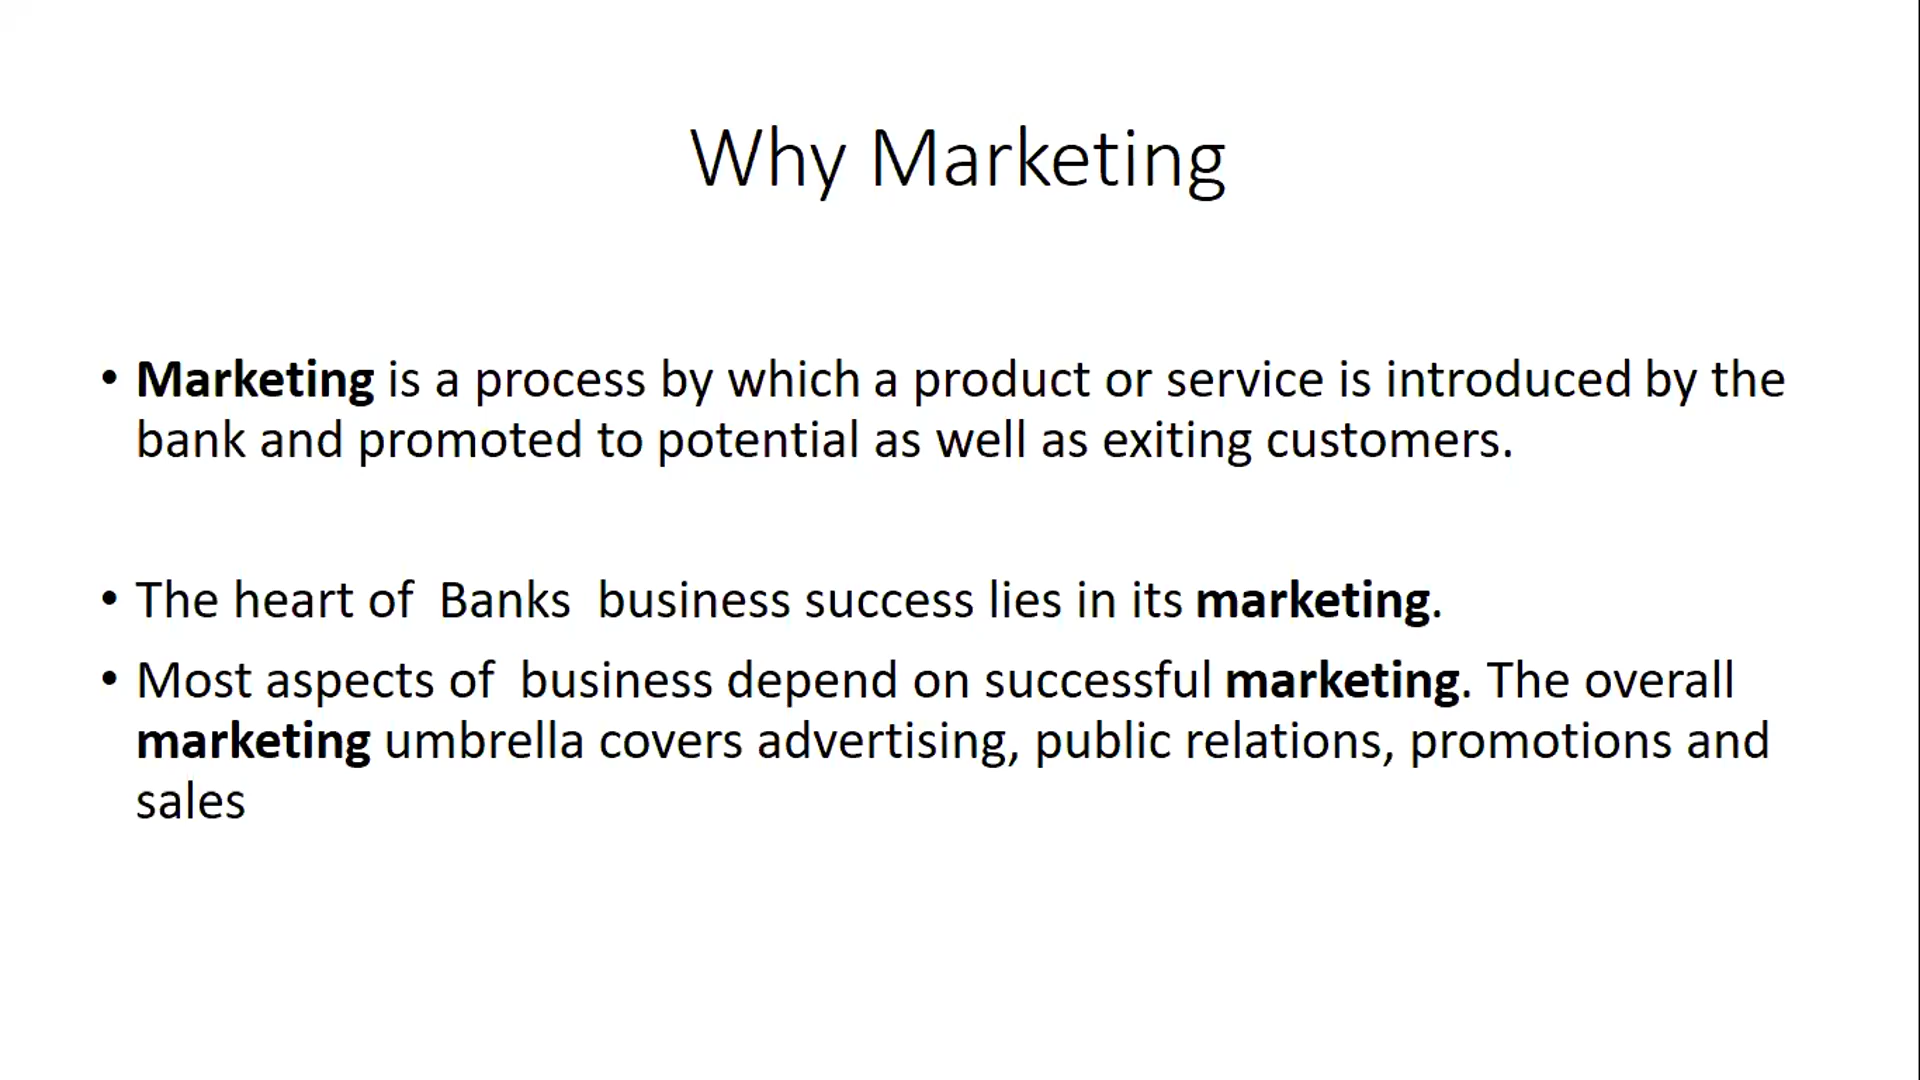 Why Marketing
• Marketing is a process by which a product or service is introduced by the
bank and promoted to potential as well as exiting customers.
• The heart of  Banks  business success lies in its marketing.
• Most aspects of  business depend on successful marketing. The overall
marketing umbrella covers advertising, public relations, promotions and
sales